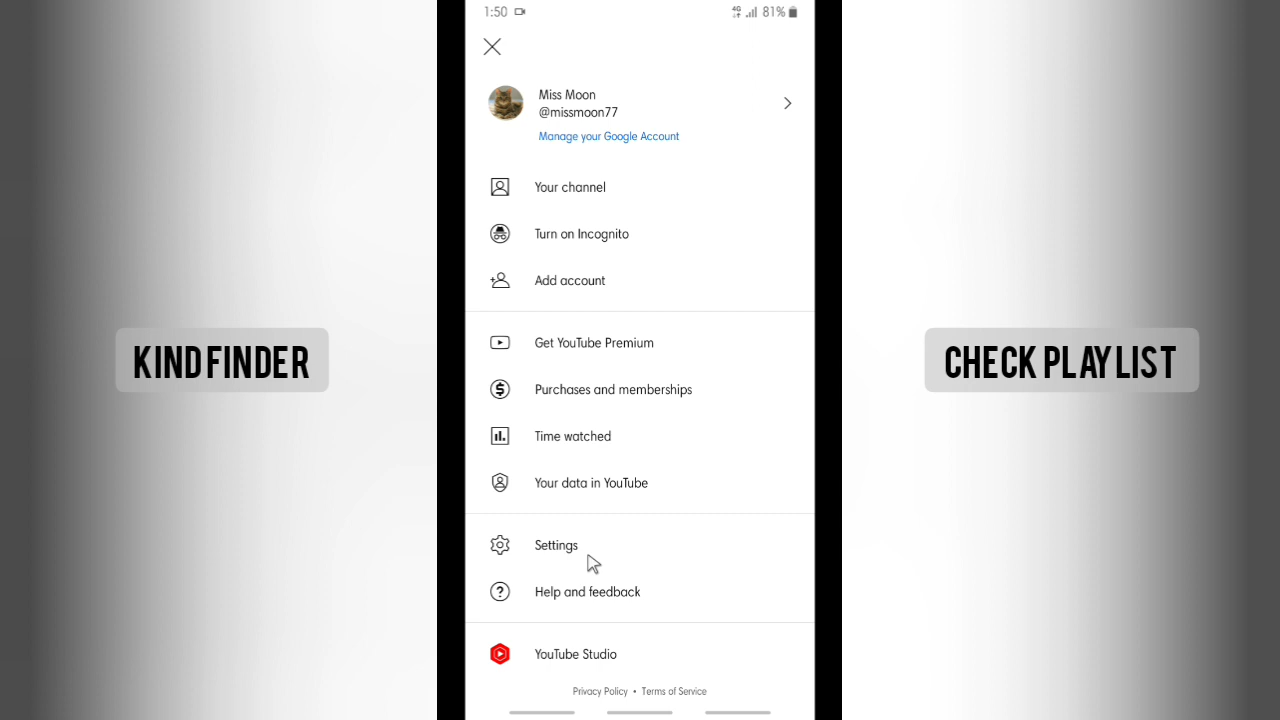 1:50
4G
81%
Miss Moon
@missmoon77
Manage your Google Account
Your channel
Turn on Incognito
Add account
Get YouTube Premium
Purchases and memberships
Time watched
Your data in YouTube
Settings
Help and feedback
YouTube Studio
Privacy Policy • Terms of Service
KIND FINDER
CHECK PLAYLIST